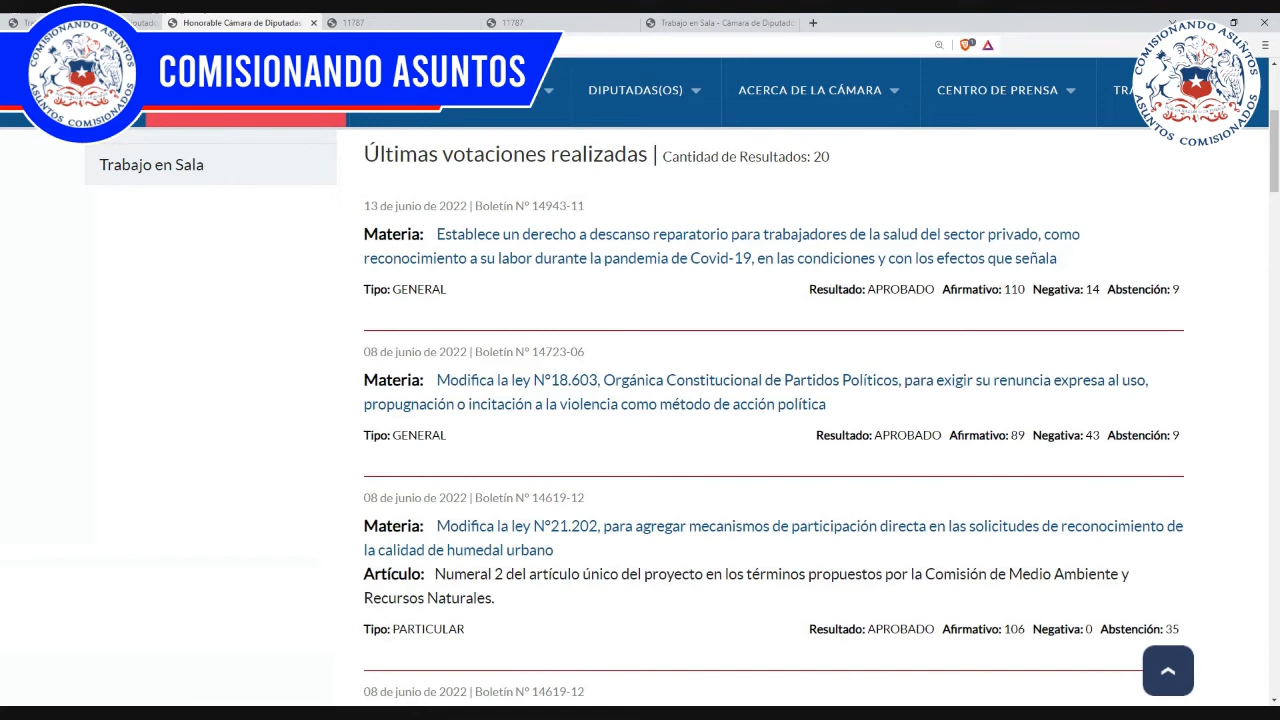 Honorable Cámara de Diputadas
11787
11787
Trabajo en Sala - Cámara de Diputado
COMISIONANDO ASUNTOS
COMISIONANDO ASUNTOS
ASUNTOS COMISIONADOS
DIPUTADAS(OS)
ACERCA DE LA CÁMARA
CENTRO DE PRENSA
COMISIONANDO ASUNTOS
ASUNTOS COMISIONADOS
Trabajo en Sala
Últimas votaciones realizadas | Cantidad de Resultados: 20
13 de junio de 2022 | Boletín N° 14943-11
Materia: Establece un derecho a descanso reparatorio para trabajadores de la salud del sector privado, como
reconocimiento a su labor durante la pandemia de Covid-19, en las condiciones y con los efectos que señala
Tipo: GENERAL Resultado: APROBADO Afirmativo: 110 Negativa: 14 Abstención: 9
08 de junio de 2022 | Boletín N° 14723-06
Materia: Modifica la ley N°18.603, Orgánica Constitucional de Partidos Políticos, para exigir su renuncia expresa al uso,
propugnación o incitación a la violencia como método de acción política
Tipo: GENERAL Resultado: APROBADO Afirmativo: 89 Negativa: 43 Abstención: 9
08 de junio de 2022 | Boletín N° 14619-12
Materia: Modifica la ley N°21.202, para agregar mecanismos de participación directa en las solicitudes de reconocimiento de
la calidad de humedal urbano
Artículo: Numeral 2 del artículo único del proyecto en los términos propuestos por la Comisión de Medio Ambiente y
Recursos Naturales.
Tipo: PARTICULAR Resultado: APROBADO Afirmativo: 106 Negativa: 0 Abstención: 35
08 de junio de 2022 | Boletín N° 14619-12